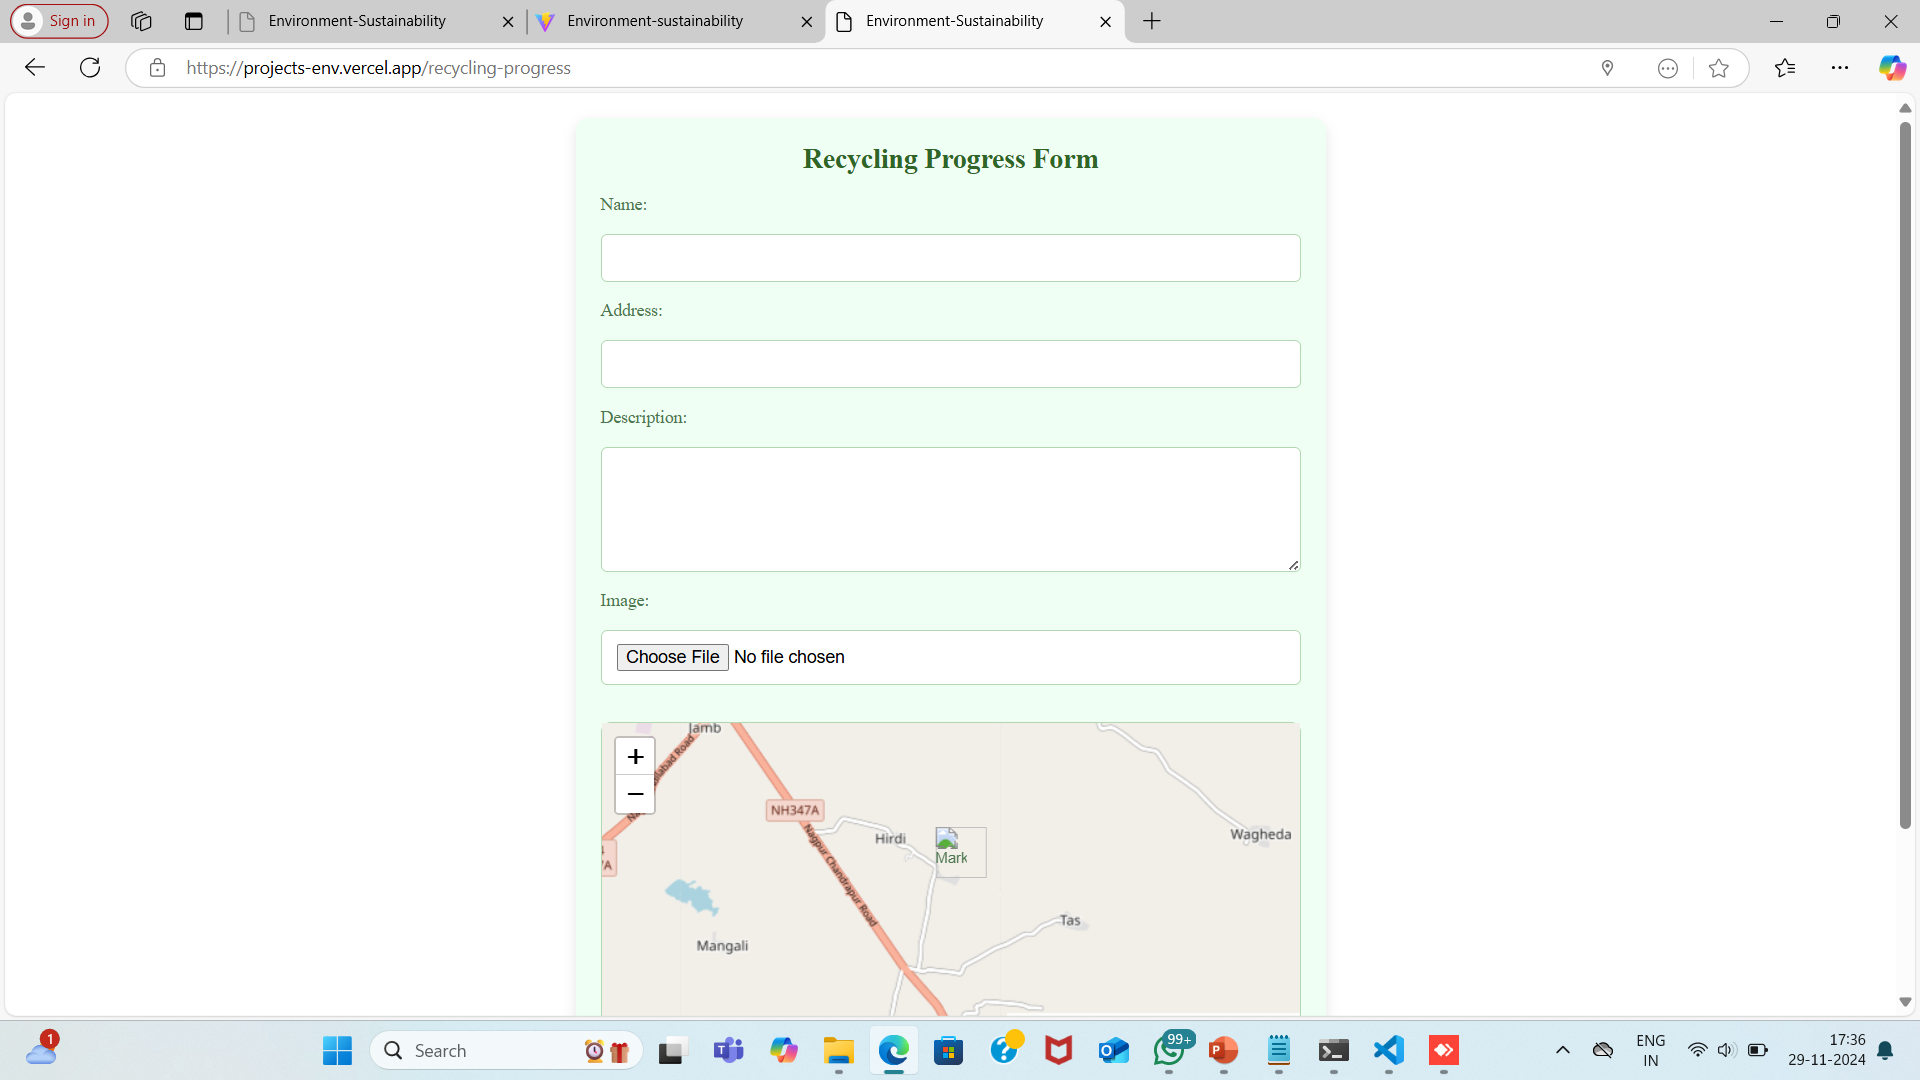 Sign in
Environment-Sustainability
Environment-sustainability
Environment-Sustainability
https://projects-env.vercel.app/recycling-progress
Recycling Progress Form
Name:
Address:
Description:
Image:
Choose File No file chosen
Jamb
+
−
NH347A
Nagpur Chandrapur Road
Hirdi
Mark
Wagheda
Tas
Mangali
1
Search
99+
ENG
IN
17:36
29-11-2024